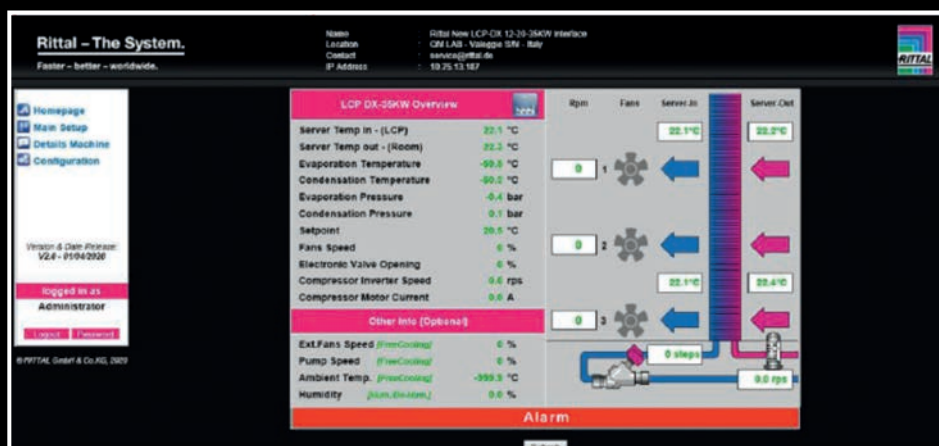 Rittal – The System.
Faster – better – worldwide.
Name Rittal New LCP-DX 12-20-35KW interface
Location : QM LAB - Valeggio S/M - Italy
Contact : service@rittal.de
IP Address : 10.75.13.187
RITTAL
Homepage
Main Setup
Details Machine
Configuration
Version & Date Release:
V2.0 - 01/04/2020
logged in as
Administrator
Logout Password
© RITTAL GmbH & Co.KG, 2020
LCP DX-35KW Overview
Server Temp in - (LCP) 22.1 °C
Server Temp out - (Room) 22.3 °C
Evaporation Temperature °C
Condensation Temperature °C
Evaporation Pressure -0.4 bar
Condensation Pressure 0.1 bar
Setpoint 20.0 °C
Fans Speed 0 %
Electronic Valve Opening 0 %
Compressor Inverter Speed 0.0 rps
Compressor Motor Current 0.0 A
Other Info [Optional]
Ext.Fans Speed [FreeCooling] 0 %
Pump Speed [FreeCooling] 0 %
Ambient Temp. [FreeCooling] -999.9 °C
Humidity 0.0 %
Rpm Fans Server.In Server.Out
22.1°C 22.2°C
0 1
0 2
22.1°C 22.4°C
0 3
0 steps
0.0 rps
Alarm